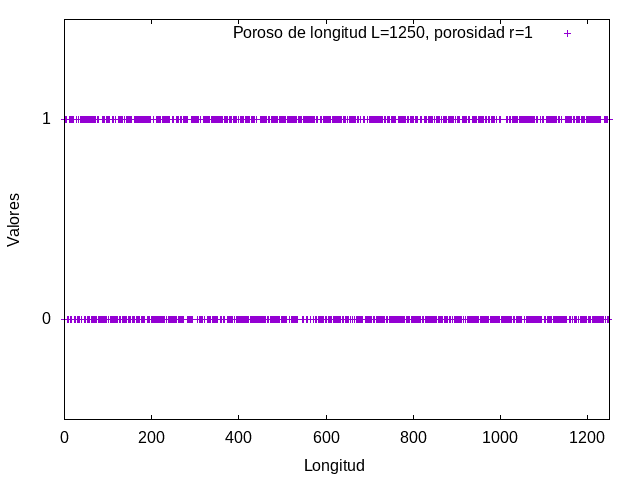 Poroso de longitud L=1250, porosidad r=1
1
Valores
0
0 200 400 600 800 1000 1200
Longitud